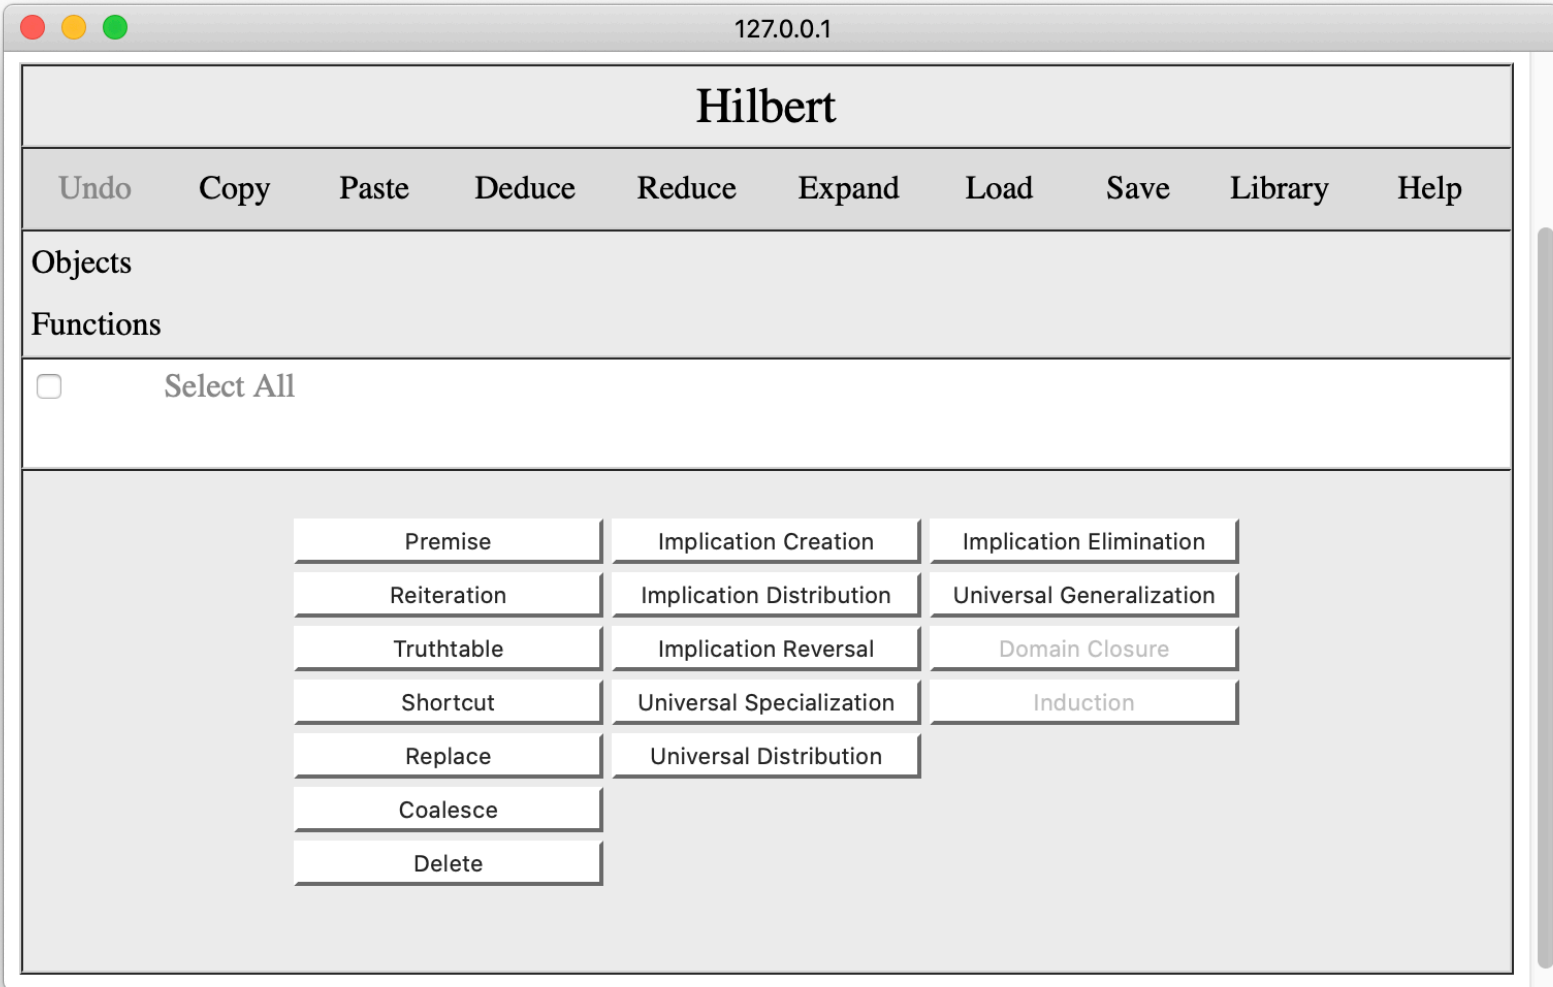 127.0.0.1
Hilbert
Undo Copy Paste Deduce Reduce Expand Load Save Library Help
Objects
Functions
Select All
Premise Implication Creation Implication Elimination
Reiteration Implication Distribution Universal Generalization
Truthtable Implication Reversal Domain Closure
Shortcut Universal Specialization Induction
Replace Universal Distribution
Coalesce
Delete